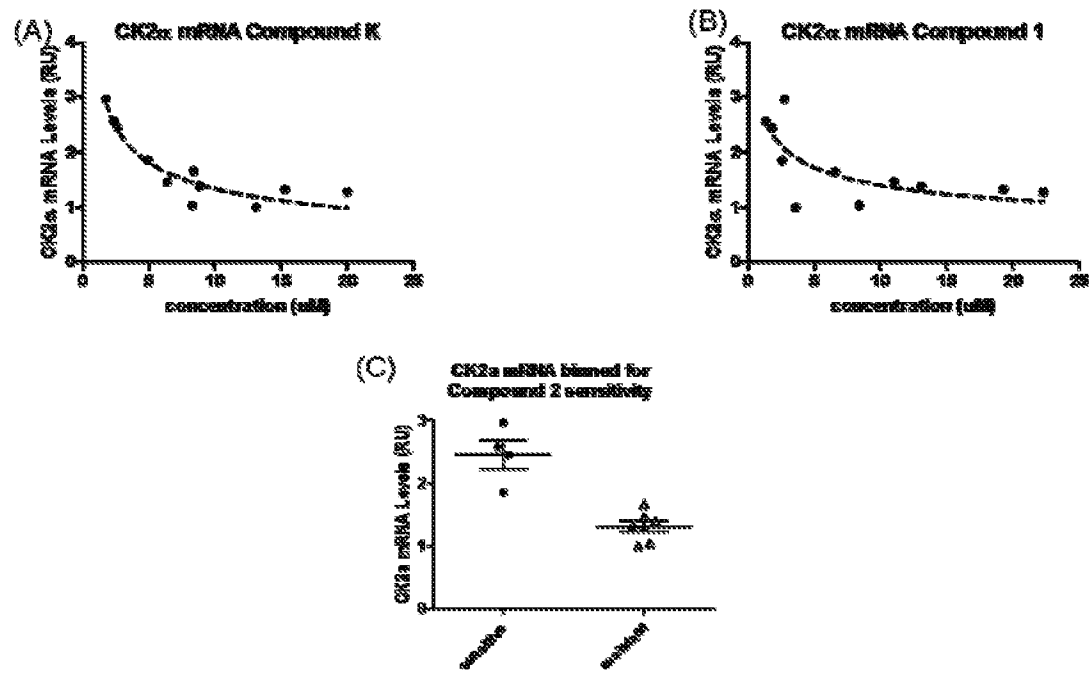 (A)
CK2α mRNA Compound K
CK2α mRNA Levels (RU)
4
3
2
1
0
0 5 10 15 20 25
concentration (uM)
(B)
CK2α mRNA Compound 1
CK2α mRNA Levels (RU)
4
3
2
1
0
0 5 10 15 20 25
concentration (uM)
(C)
CK2a mRNA binned for
Compound 2 sensitivity
CK2a mRNA Levels (RU)
3
2
1
0
sensitive